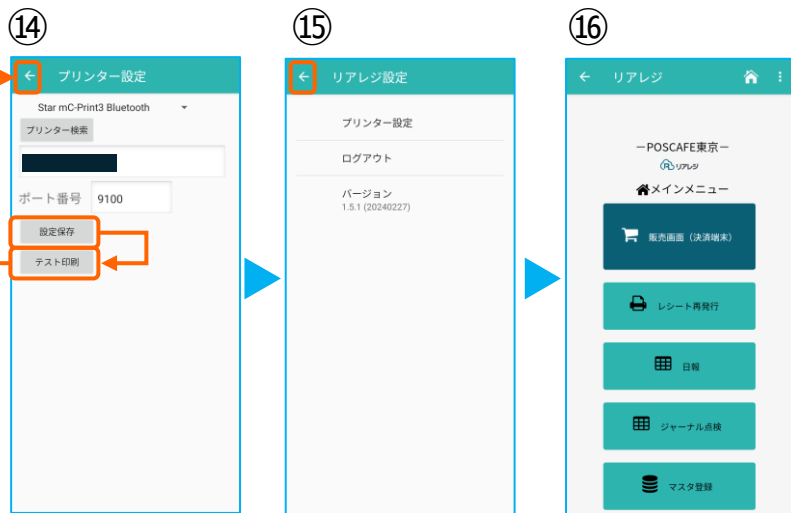 ⑭
プリンター設定
Star mC-Print3 Bluetooth
プリンター検索
ポート番号 9100
設定保存
テスト印刷
⑮
リアレジ設定
プリンター設定
ログアウト
バージョン
1.5.1 (20240227)
⑯
リアレジ
－POSCAFE東京－
リアレジ
メインメニュー
販売画面（決済端末）
レシート再発行
日報
ジャーナル点検
マスタ登録